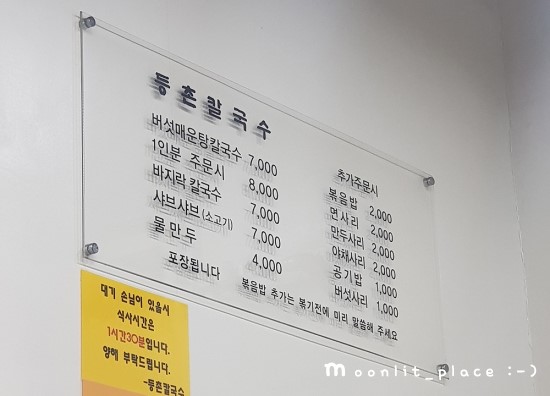 등촌칼국수
버섯매운탕칼국수 7,000
1인분 주문시 8,000
바지락칼국수 7,000
샤브샤브(소고기) 7,000
물만두 4,000
포장됩니다
추가주문시
볶음밥 2,000
면사리 2,000
만두사리 2,000
야채사리 2,000
공기밥 1,000
버섯사리 1,000
볶음밥 추가는 볶기전에 미리 말씀해 주세요
대기 손님이 있을시
식사시간은
1시간30분입니다.
양해 부탁드립니다.
-등촌칼국수
moonlit_place :-)